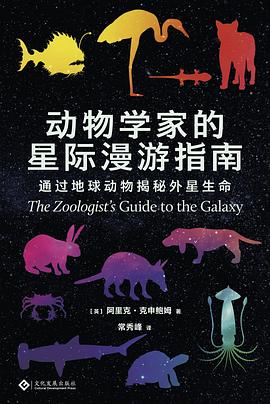 动物学家的
星际漫游指南
通过地球动物揭秘外星生命
The Zoologist's Guide to the Galaxy
[英] 阿里克·克申鲍姆 著
常秀峰 译
文化发展出版社
Cultural Development Press